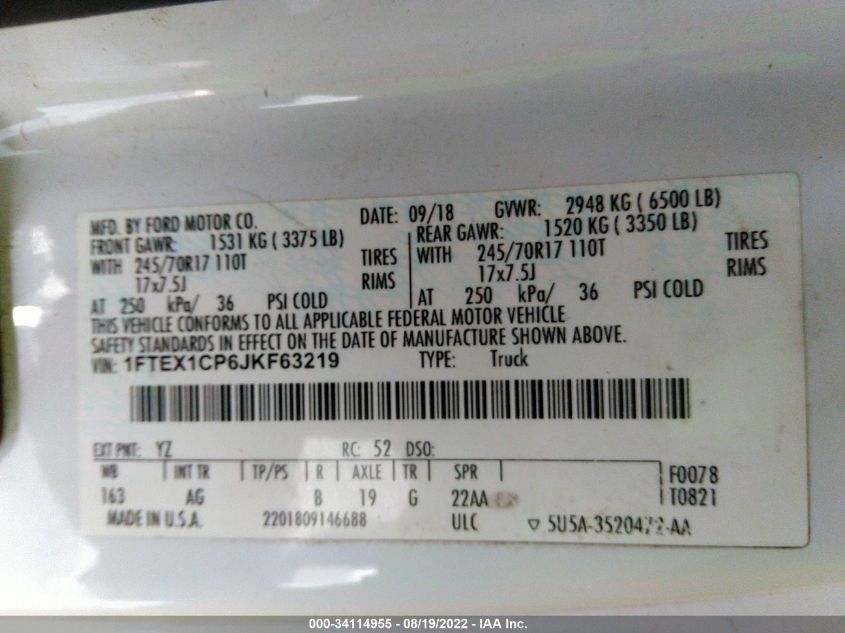 MFD. BY FORD MOTOR CO. DATE: 09/18 GVWR: 2948 KG ( 6500 LB)
FRONT GAWR: 1531 KG ( 3375 LB) REAR GAWR: 1520 KG ( 3350 LB)
WITH 245/70R17 110T TIRES WITH 245/70R17 110T TIRES
17x7.5J RIMS 17x7.5J RIMS
AT 250 kPa/ 36 PSI COLD AT 250 kPa/ 36 PSI COLD
THIS VEHICLE CONFORMS TO ALL APPLICABLE FEDERAL MOTOR VEHICLE
SAFETY STANDARDS IN EFFECT ON THE DATE OF MANUFACTURE SHOWN ABOVE.
VIN: 1FTEX1CP6JKF63219 TYPE: Truck
EXT PNT: YZ RC: 52 DSO:
WB INT TR TP/PS R AXLE TR SPR F0078
163 AG B 19 G 22AA T0821
MADE IN U.S.A. 2201809146688 ULC 5U5A-3520472-AA
000-34114955 - 08/19/2022 - IAA Inc.